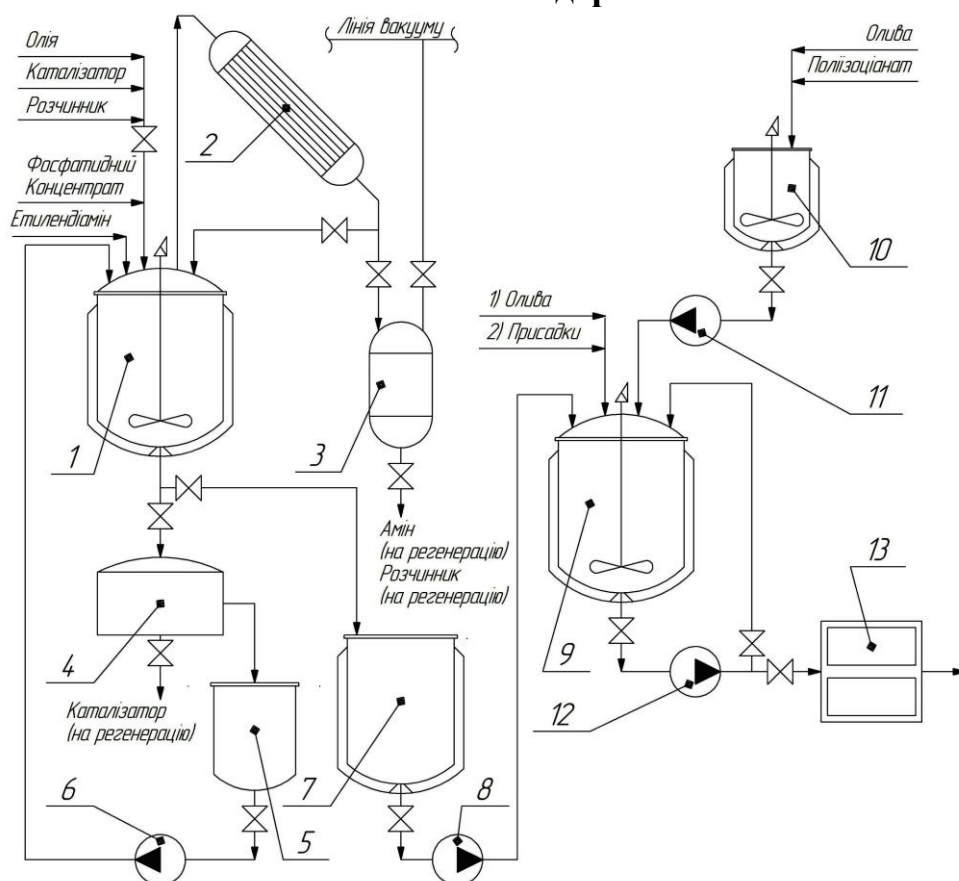 Лінія вакууму
Олія
Каталізатор
Розчинник
Фосфатидний
Концентрат
Етилендіамін
Олива
Поліізоціанат
2
10
1) Олива
2) Присадки
11
1
3
Амін
(на регенерацію)
Розчинник
(на регенерацію)
13
4
9
12
Каталізатор
(на регенерацію)
6
5
7
8